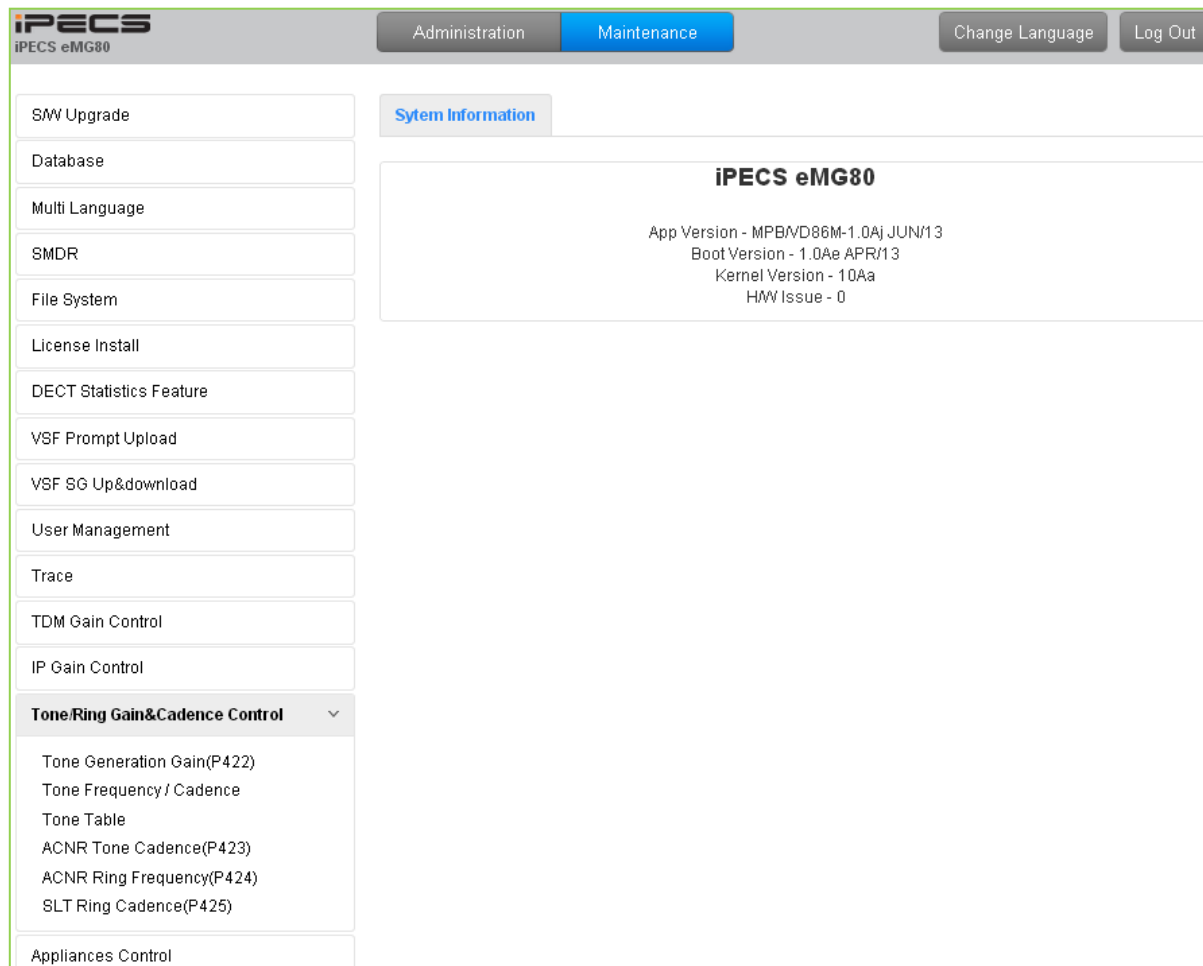 iPECS
iPECS eMG80
Administration
Maintenance
Change Language
Log Out
S/W Upgrade
Database
Multi Language
SMDR
File System
License Install
DECT Statistics Feature
VSF Prompt Upload
VSF SG Up&download
User Management
Trace
TDM Gain Control
IP Gain Control
Tone/Ring Gain&Cadence Control
Tone Generation Gain(P422)
Tone Frequency / Cadence
Tone Table
ACNR Tone Cadence(P423)
ACNR Ring Frequency(P424)
SLT Ring Cadence(P425)
Appliances Control
Sytem Information
iPECS eMG80
App Version - MPB/VD86M-1.0Aj JUN/13
Boot Version - 1.0Ae APR/13
Kernel Version - 10Aa
H/W Issue - 0